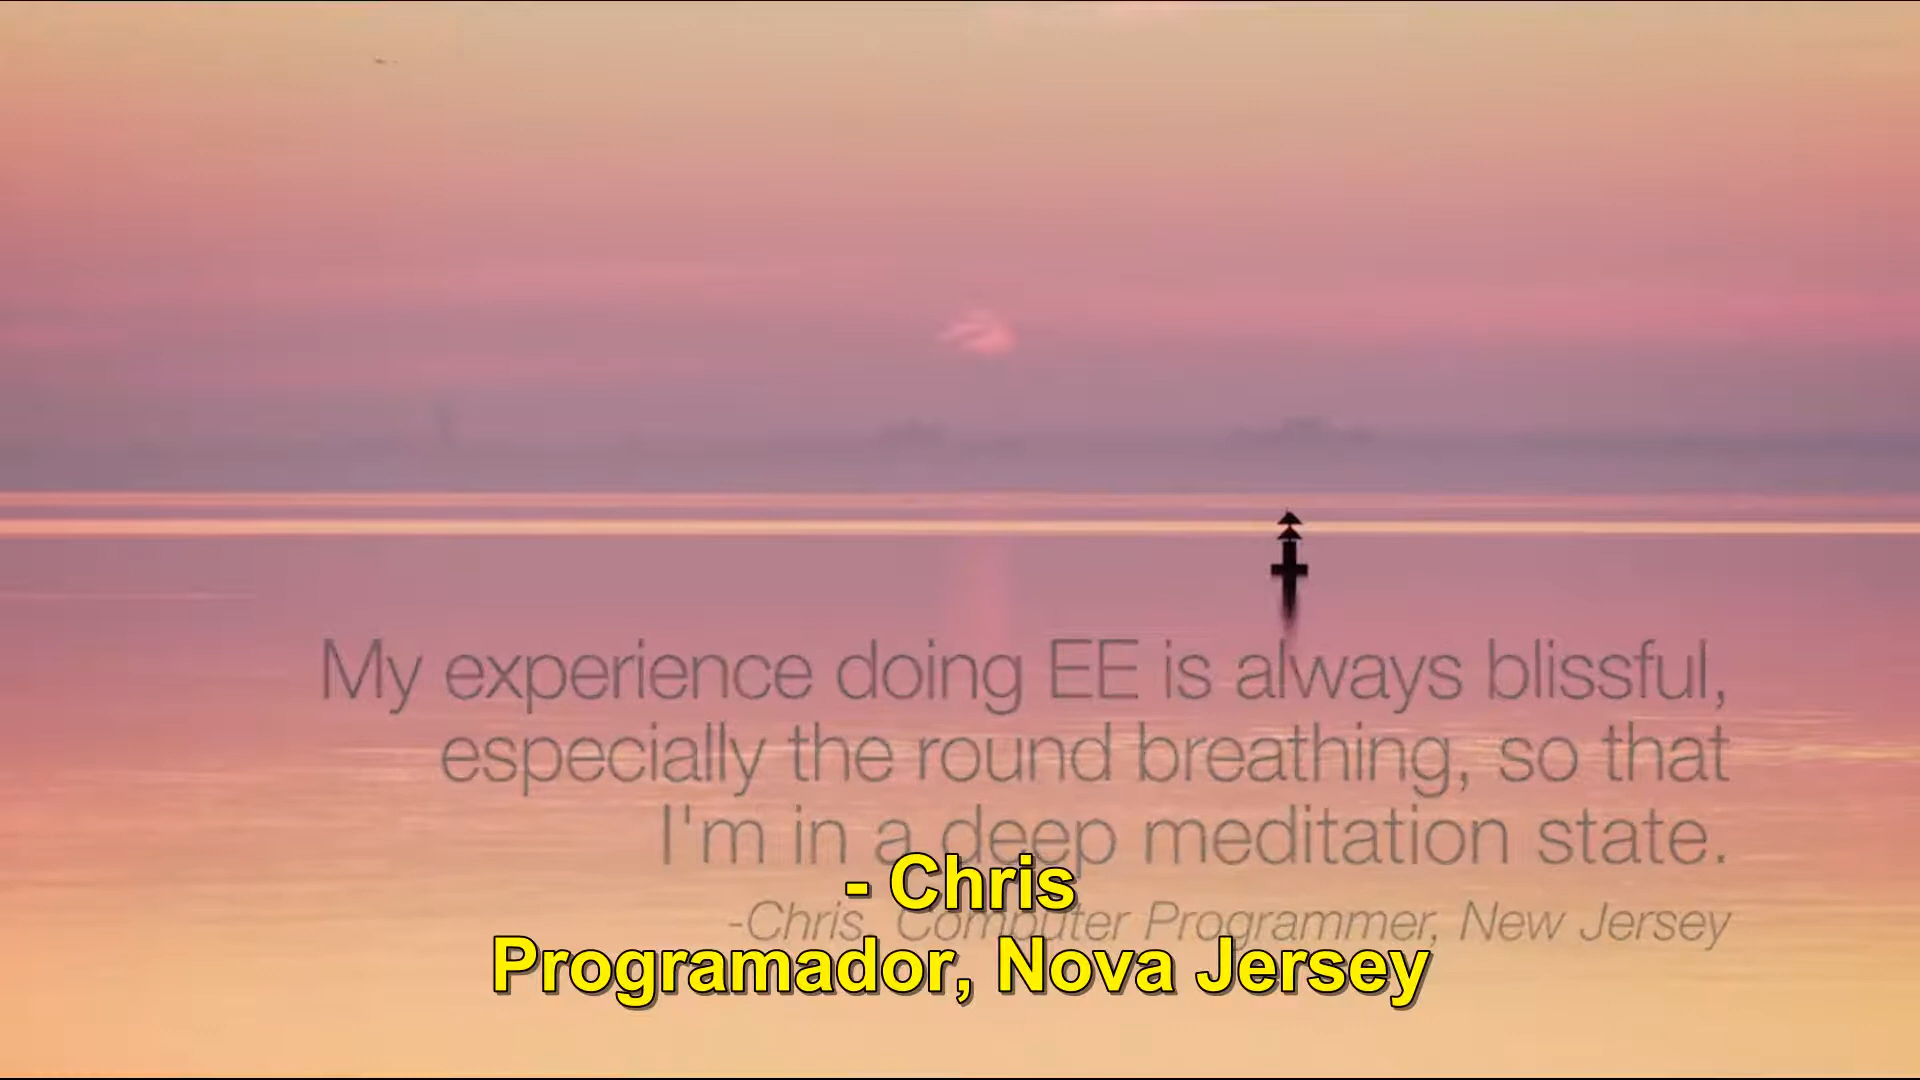 My experience doing EE is always blissful,
especially the round breathing, so that
I'm in a deep meditation state.
- Chris
-Chris, Computer Programmer, New Jersey
Programador, Nova Jersey